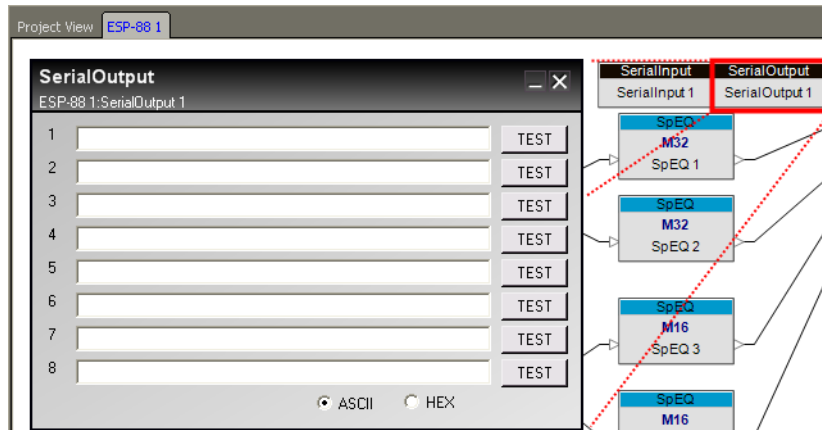 Project View ESP-88 1
SerialOutput
ESP-88 1:SerialOutput 1
1 TEST
2 TEST
3 TEST
4 TEST
5 TEST
6 TEST
7 TEST
8 TEST
ASCII HEX
SerialInput
SerialInput 1
SerialOutput
SerialOutput 1
SpEQ
M32
SpEQ 1
SpEQ
M32
SpEQ 2
SpEQ
M16
SpEQ 3
SpEQ
M16